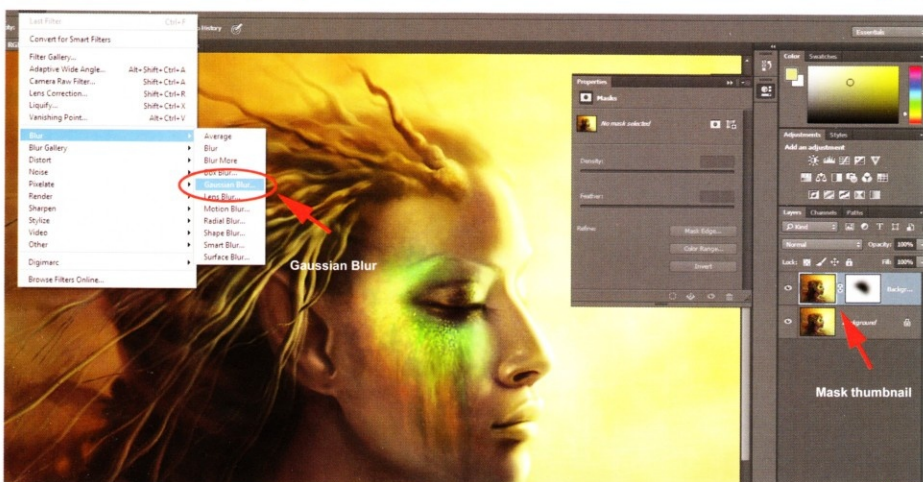 Last Filter Ctrl+F
Convert for Smart Filters
Filter Gallery...
Adaptive Wide Angle... Alt+Shift+Ctrl+A
Camera Raw Filter... Shift+Ctrl+A
Lens Correction... Shift+Ctrl+R
Liquify... Shift+Ctrl+X
Vanishing Point... Alt+Ctrl+V
Blur
Blur Gallery
Distort
Noise
Pixelate
Render
Sharpen
Stylize
Video
Other
Digimarc
Browse Filters Online...
Average
Blur
Blur More
Box Blur...
Gaussian Blur...
Lens Blur...
Motion Blur...
Radial Blur...
Shape Blur...
Smart Blur...
Surface Blur...
Gaussian Blur
History
Essentials
Properties
Masks
No mask selected
Density:
Feather:
Refine:
Mask Edge...
Color Range...
Invert
Color Swatches
Adjustments Styles
Add an adjustment
Layers Channels Paths
Kind
Normal Opacity: 100%
Lock: Fill: 100%
Backgr...
Mask thumbnail